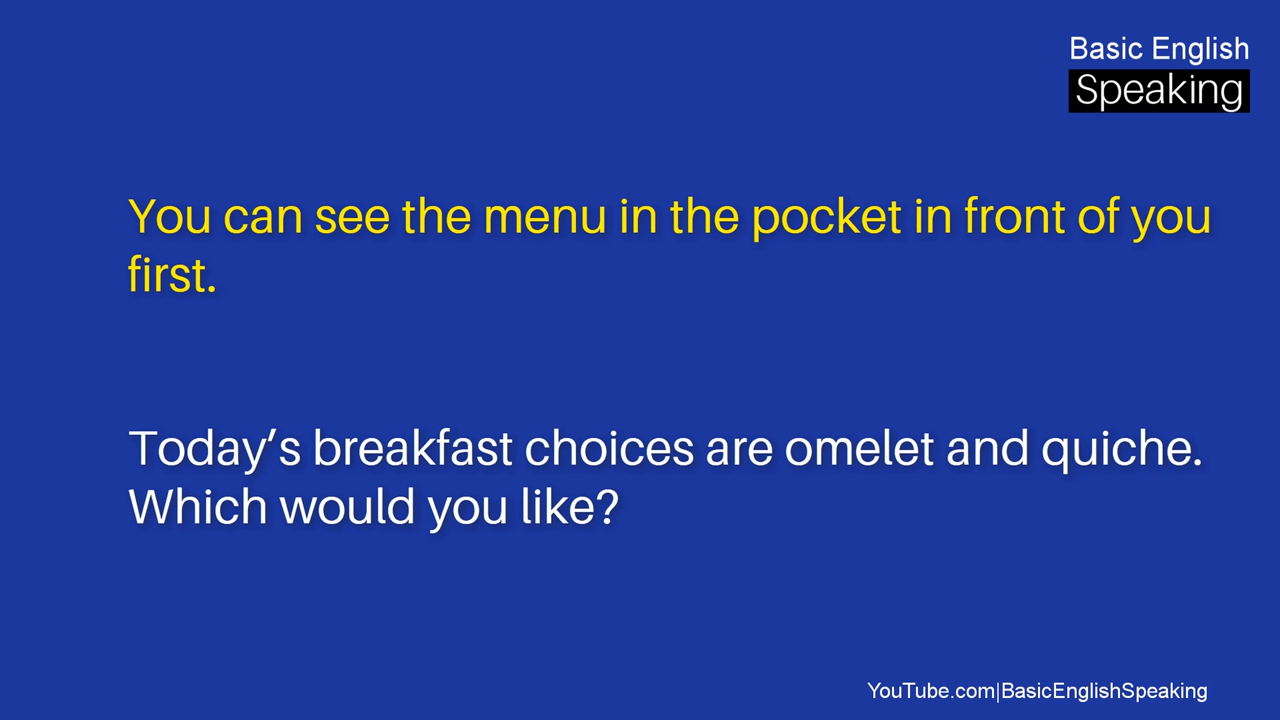 Basic English
Speaking
You can see the menu in the pocket in front of you
first.
Today’s breakfast choices are omelet and quiche.
Which would you like?
YouTube.com|BasicEnglishSpeaking